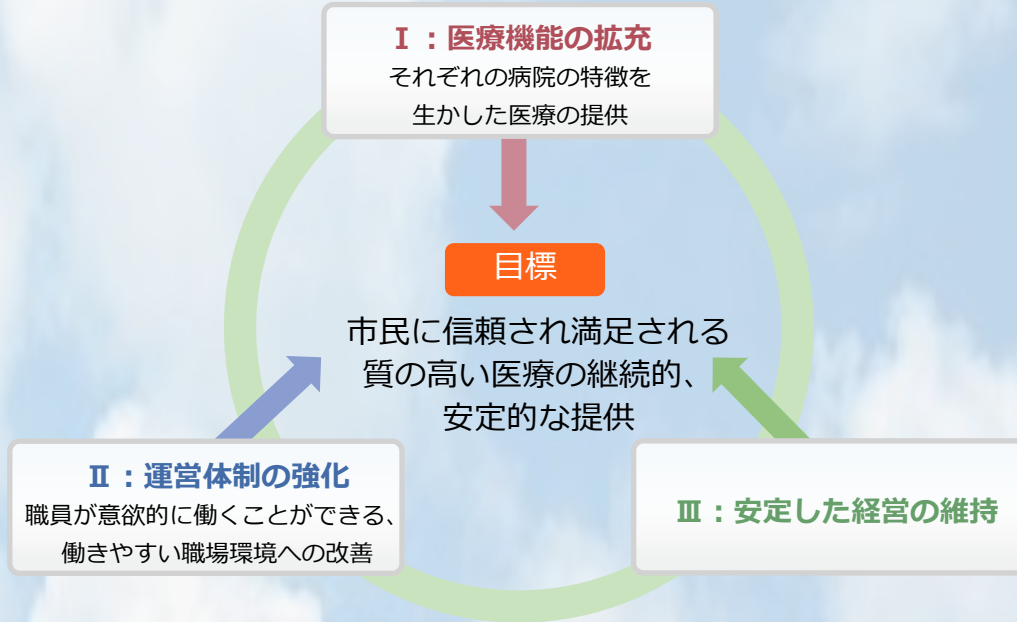 Ⅰ：医療機能の拡充
それぞれの病院の特徴を
生かした医療の提供
目標
市民に信頼され満足される
質の高い医療の継続的、
安定的な提供
Ⅱ：運営体制の強化
職員が意欲的に働くことができる、
働きやすい職場環境への改善
Ⅲ：安定した経営の維持